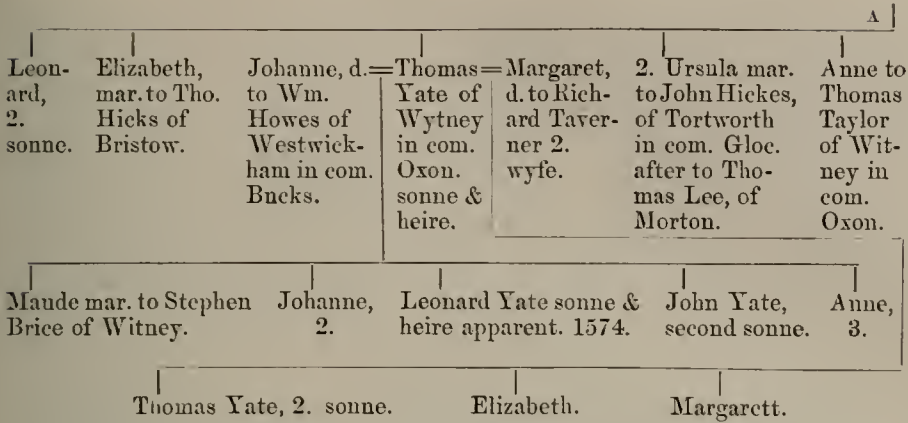 A
Leon-
ard,
2.
sonne.
Elizabeth,
mar. to Tho.
Hicks of
Bristow.
Johanne, d.
to Wm.
Howes of
Westwick-
ham in com.
Bucks.
=Thomas=
Yate of
Wytney
in com.
Oxon.
sonne &
heire.
Margaret,
d. to Rich-
ard Taver-
ner 2.
wyfe.
2. Ursula mar.
to John Hickes,
of Tortworth
in com. Gloc.
after to Tho-
mas Lee, of
Morton.
Anne to
Thomas
Taylor
of Wit-
ney in
com.
Oxon.
Maude mar. to Stephen
Brice of Witney.
Johanne,
2.
Leonard Yate sonne &
heire apparent. 1574.
John Yate,
second sonne.
Anne,
3.
Thomas Yate, 2. sonne.
Elizabeth.
Margarett.